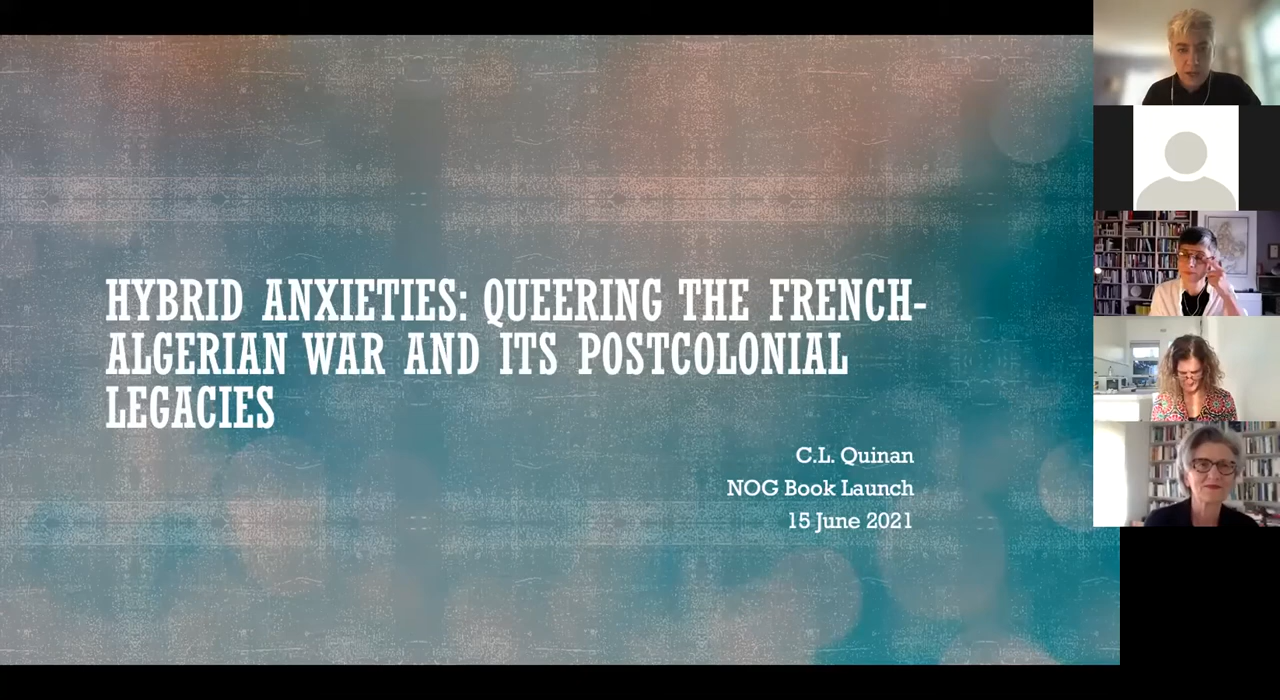 HYBRID ANXIETIES: QUEERING THE FRENCH-
ALGERIAN WAR AND ITS POSTCOLONIAL
LEGACIES
C.L. Quinan
NOG Book Launch
15 June 2021